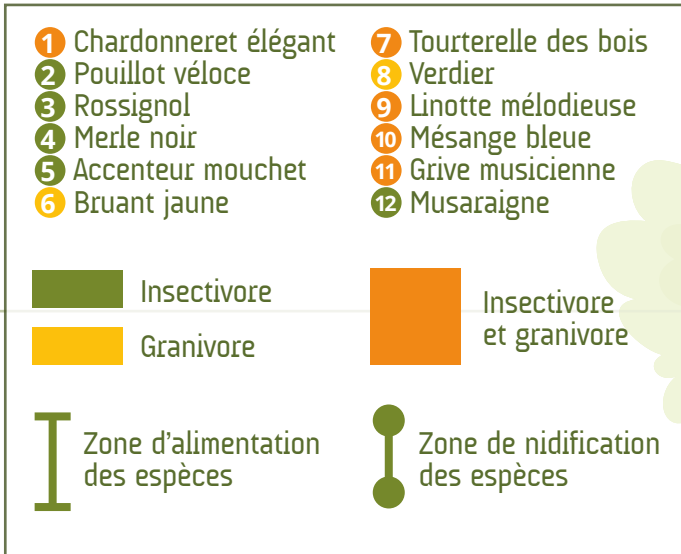 1 Chardonneret élégant
2 Pouillot véloce
3 Rossignol
4 Merle noir
5 Accenteur mouchet
6 Bruant jaune
7 Tourterelle des bois
8 Verdier
9 Linotte mélodieuse
10 Mésange bleue
11 Grive musicienne
12 Musaraigne
Insectivore
Granivore
Insectivore
et granivore
Zone d'alimentation
des espèces
Zone de nidification
des espèces